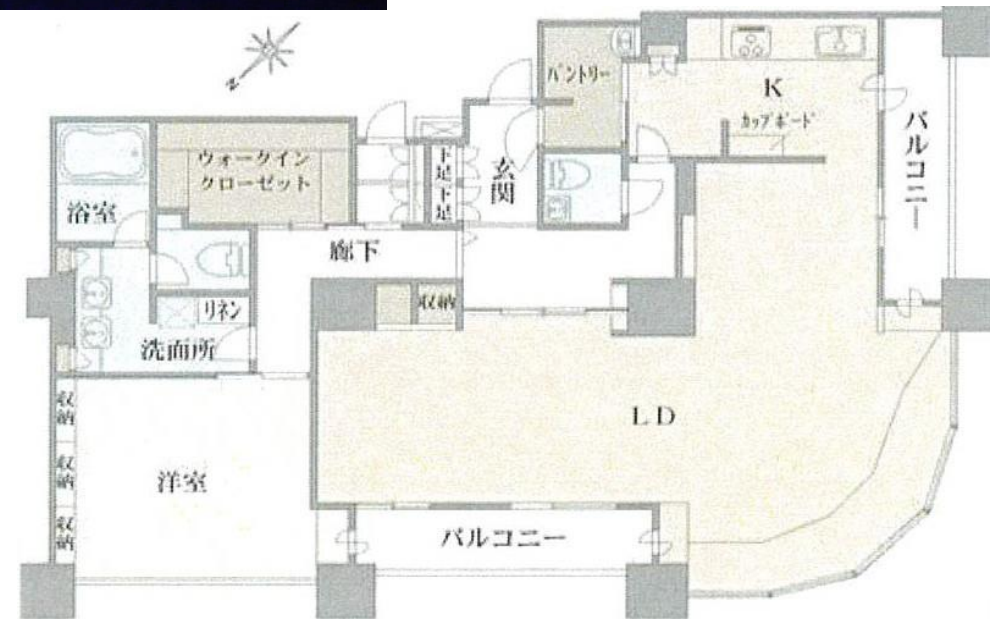 N
パントリー
K
カップボード
バルコニー
ウォークイン
クローゼット
下足
下足
玄関
浴室
廊下
リネン
収納
洗面所
LD
収納
収納
収納
洋室
バルコニー